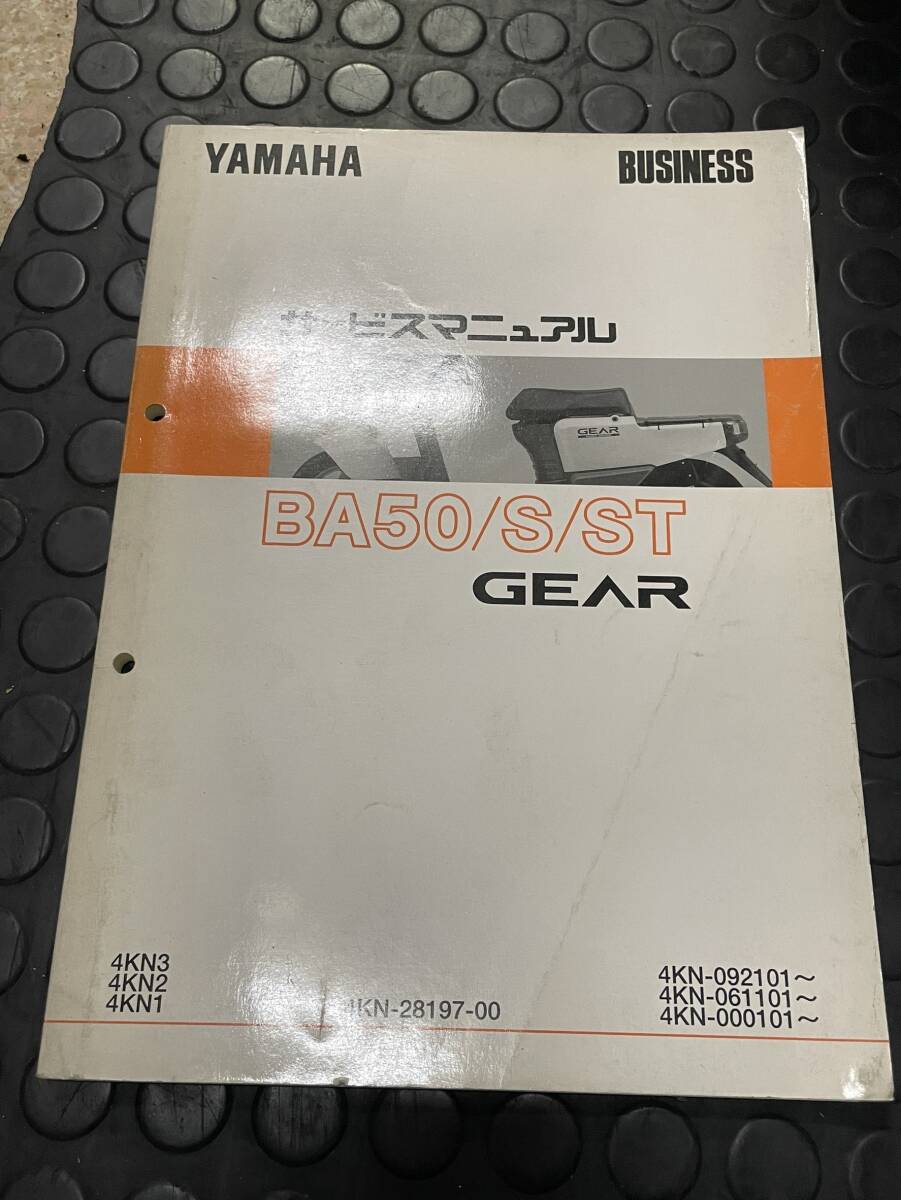 YAMAHA BUSINESS
サービスマニュアル
GEAR
BA50/S/ST
GEAR
4KN3 4KN-092101~
4KN2 4KN-061101~
4KN1 4KN-28197-00 4KN-000101~